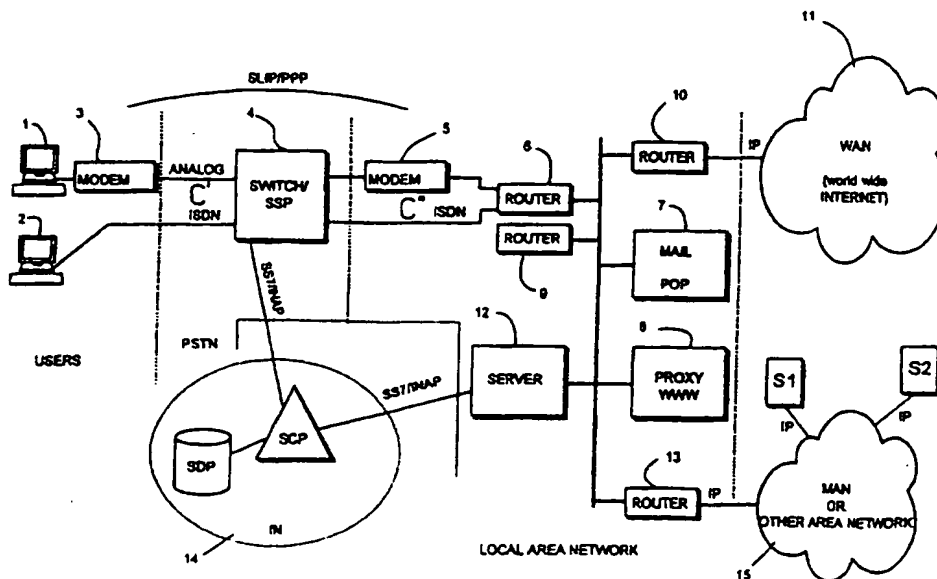 11
SLIP/PPP
10
1
3
4
5
6
ROUTER
IP
WAN
(world wide
INTERNET)
MODEM
ANALOG
C'
ISDN
SWITCH/
SSP
MODEM
C"
ISDN
ROUTER
7
2
ROUTER
9
MAIL
POP
SS7/INAP
12
8
USERS
PSTN
SERVER
PROXY
WWW
S1
S2
SS7/INAP
IP
IP
SCP
SDP
13
ROUTER
IP
MAN
OR
OTHER AREA NETWORK
IN
14
LOCAL AREA NETWORK
15